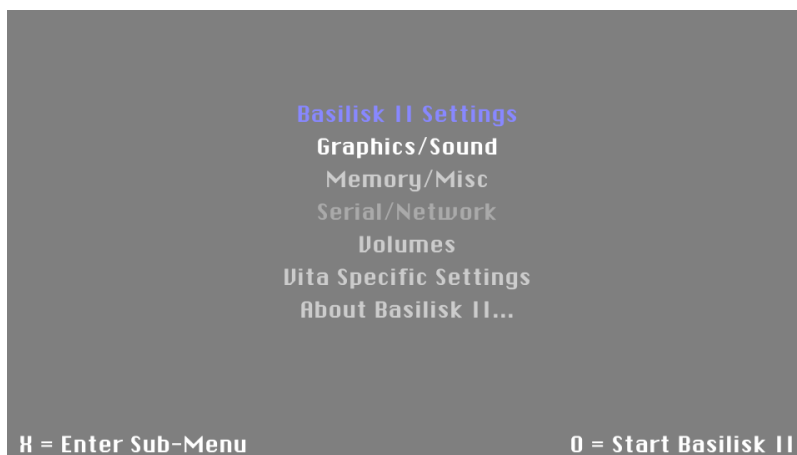 Basilisk II Settings
Graphics/Sound
Memory/Misc
Serial/Network
Volumes
Vita Specific Settings
About Basilisk II...
X = Enter Sub-Menu
O = Start Basilisk II